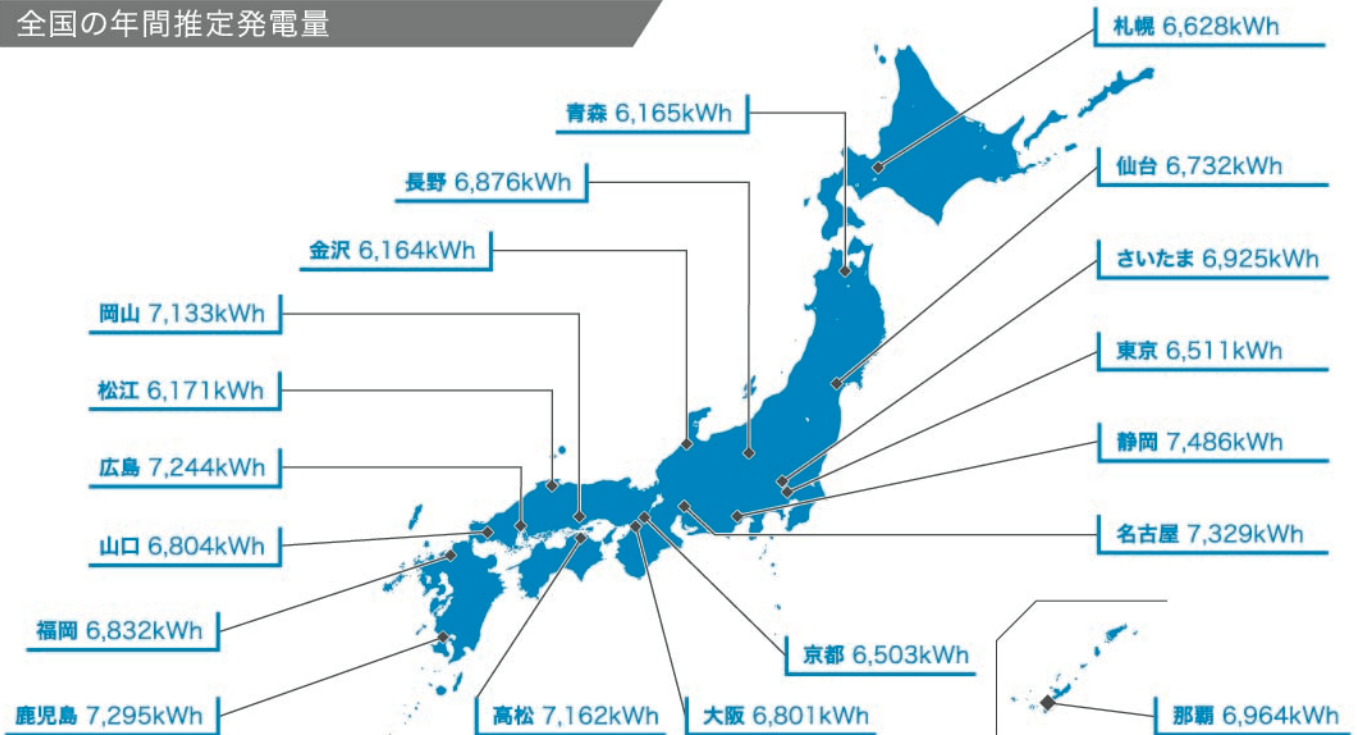 全国の年間推定発電量
札幌 6,628kWh
青森 6,165kWh
仙台 6,732kWh
長野 6,876kWh
金沢 6,164kWh
さいたま 6,925kWh
岡山 7,133kWh
東京 6,511kWh
松江 6,171kWh
静岡 7,486kWh
広島 7,244kWh
名古屋 7,329kWh
山口 6,804kWh
福岡 6,832kWh
京都 6,503kWh
鹿児島 7,295kWh
高松 7,162kWh
大阪 6,801kWh
那覇 6,964kWh